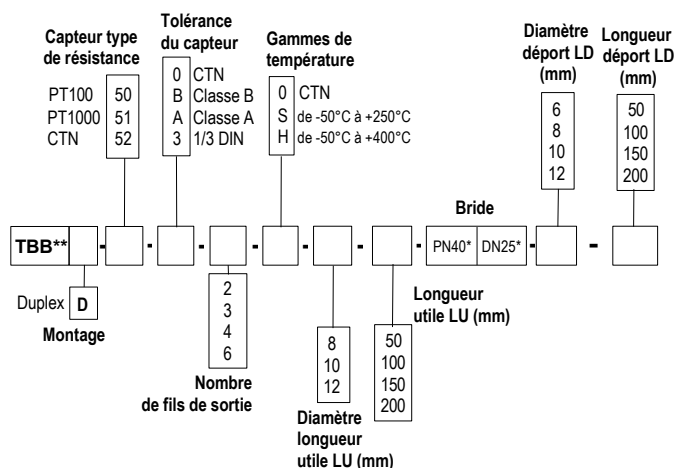 Capteur type
de résistance
PT100 50
PT1000 51
CTN 52
Tolérance
du capteur
0 CTN
B Classe B
A Classe A
3 1/3 DIN
Gammes de
température
0 CTN
S de -50°C à +250°C
H de -50°C à +400°C
Diamètre
déport LD
(mm)
6
8
10
12
Longueur
déport LD
(mm)
50
100
150
200
Bride
TBB** - - - - - - - PN40* DN25* - -
Duplex D
Montage
2
3
4
6
Nombre
de fils de sortie
8
10
12
Diamètre
longueur
utile LU (mm)
50
100
150
200
Longueur
utile LU (mm)